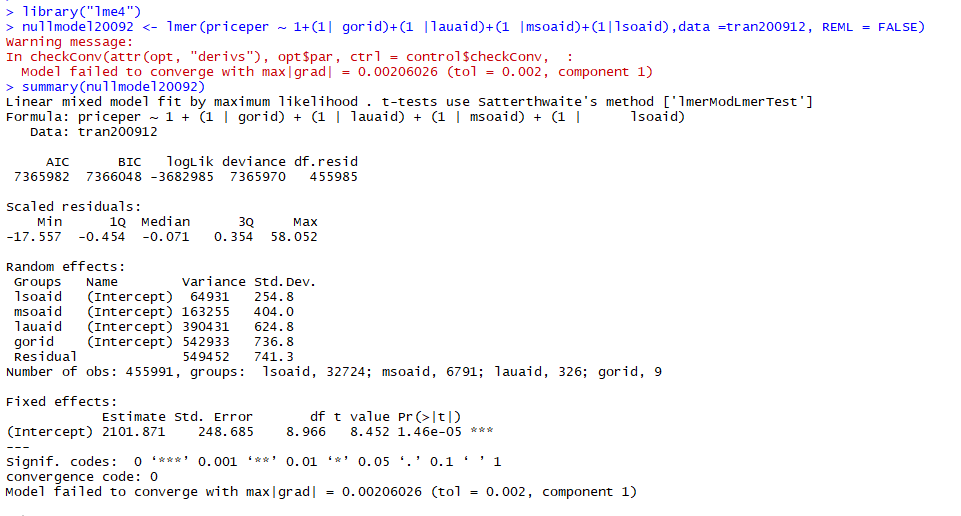 > library("lme4")
> nullmodel20092 <- lmer(priceper ~ 1+(1| gorid)+(1 |lauaid)+(1 |msoaid)+(1|lsoaid),data =tran200912, REML = FALSE)
Warning message:
In checkConv(attr(opt, "derivs"), opt$par, ctrl = control$checkConv,  :
  Model failed to converge with max|grad| = 0.00206026 (tol = 0.002, component 1)
> summary(nullmodel20092)
Linear mixed model fit by maximum likelihood . t-tests use Satterthwaite's method ['lmerModLmerTest']
Formula: priceper ~ 1 + (1 | gorid) + (1 | lauaid) + (1 | msoaid) + (1 |      lsoaid)
   Data: tran200912
     AIC      BIC   logLik deviance df.resid
 7365982  7366048 -3682985  7365970   455985
Scaled residuals:
    Min      1Q  Median      3Q     Max
-17.557  -0.454  -0.071   0.354  58.052
Random effects:
 Groups   Name        Variance Std.Dev.
 lsoaid   (Intercept)  64931   254.8
 msoaid   (Intercept) 163255   404.0
 lauaid   (Intercept) 390431   624.8
 gorid    (Intercept) 542933   736.8
 Residual             549452   741.3
Number of obs: 455991, groups:  lsoaid, 32724; msoaid, 6791; lauaid, 326; gorid, 9
Fixed effects:
            Estimate Std. Error       df t value Pr(>|t|)
(Intercept) 2101.871    248.685    8.966   8.452 1.46e-05 ***
---
Signif. codes:  0 ‘***’ 0.001 ‘**’ 0.01 ‘*’ 0.05 ‘.’ 0.1 ‘ ’ 1
convergence code: 0
Model failed to converge with max|grad| = 0.00206026 (tol = 0.002, component 1)